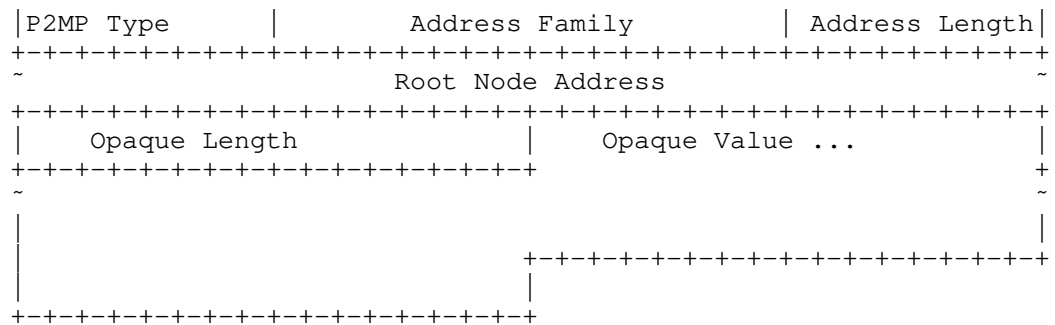 |P2MP Type      |        Address Family         | Address Length|
+-+-+-+-+-+-+-+-+-+-+-+-+-+-+-+-+-+-+-+-+-+-+-+-+-+-+-+-+-+-+-+-+
~                       Root Node Address                       ~
+-+-+-+-+-+-+-+-+-+-+-+-+-+-+-+-+-+-+-+-+-+-+-+-+-+-+-+-+-+-+-+-+
|    Opaque Length              |    Opaque Value ...           |
+-+-+-+-+-+-+-+-+-+-+-+-+-+-+-+-+                               +
~                                                               ~
|                                                               |
|                               +-+-+-+-+-+-+-+-+-+-+-+-+-+-+-+-+
|                               |
+-+-+-+-+-+-+-+-+-+-+-+-+-+-+-+-+